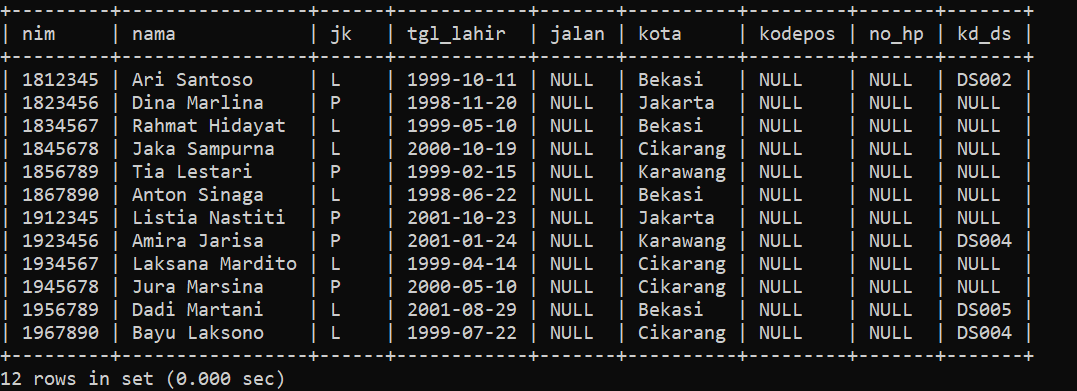 +---------+-----------------+------+------------+-------+----------+---------+-------+-------+
| nim | nama | jk | tgl_lahir | jalan | kota | kodepos | no_hp | kd_ds |
+---------+-----------------+------+------------+-------+----------+---------+-------+-------+
| 1812345 | Ari Santoso | L | 1999-10-11 | NULL | Bekasi | NULL | NULL | DS002 |
| 1823456 | Dina Marlina | P | 1998-11-20 | NULL | Jakarta | NULL | NULL | NULL |
| 1834567 | Rahmat Hidayat | L | 1999-05-10 | NULL | Bekasi | NULL | NULL | NULL |
| 1845678 | Jaka Sampurna | L | 2000-10-19 | NULL | Cikarang | NULL | NULL | NULL |
| 1856789 | Tia Lestari | P | 1999-02-15 | NULL | Karawang | NULL | NULL | NULL |
| 1867890 | Anton Sinaga | L | 1998-06-22 | NULL | Bekasi | NULL | NULL | NULL |
| 1912345 | Listia Nastiti | P | 2001-10-23 | NULL | Jakarta | NULL | NULL | NULL |
| 1923456 | Amira Jarisa | P | 2001-01-24 | NULL | Karawang | NULL | NULL | DS004 |
| 1934567 | Laksana Mardito | L | 1999-04-14 | NULL | Cikarang | NULL | NULL | NULL |
| 1945678 | Jura Marsina | P | 2000-05-10 | NULL | Cikarang | NULL | NULL | NULL |
| 1956789 | Dadi Martani | L | 2001-08-29 | NULL | Bekasi | NULL | NULL | DS005 |
| 1967890 | Bayu Laksono | L | 1999-07-22 | NULL | Cikarang | NULL | NULL | DS004 |
+---------+-----------------+------+------------+-------+----------+---------+-------+-------+
12 rows in set (0.000 sec)